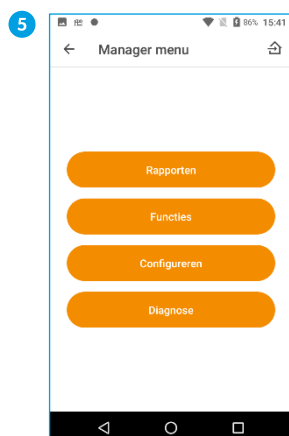 5
86% 15:41
Manager menu
Rapporten
Functies
Configureren
Diagnose